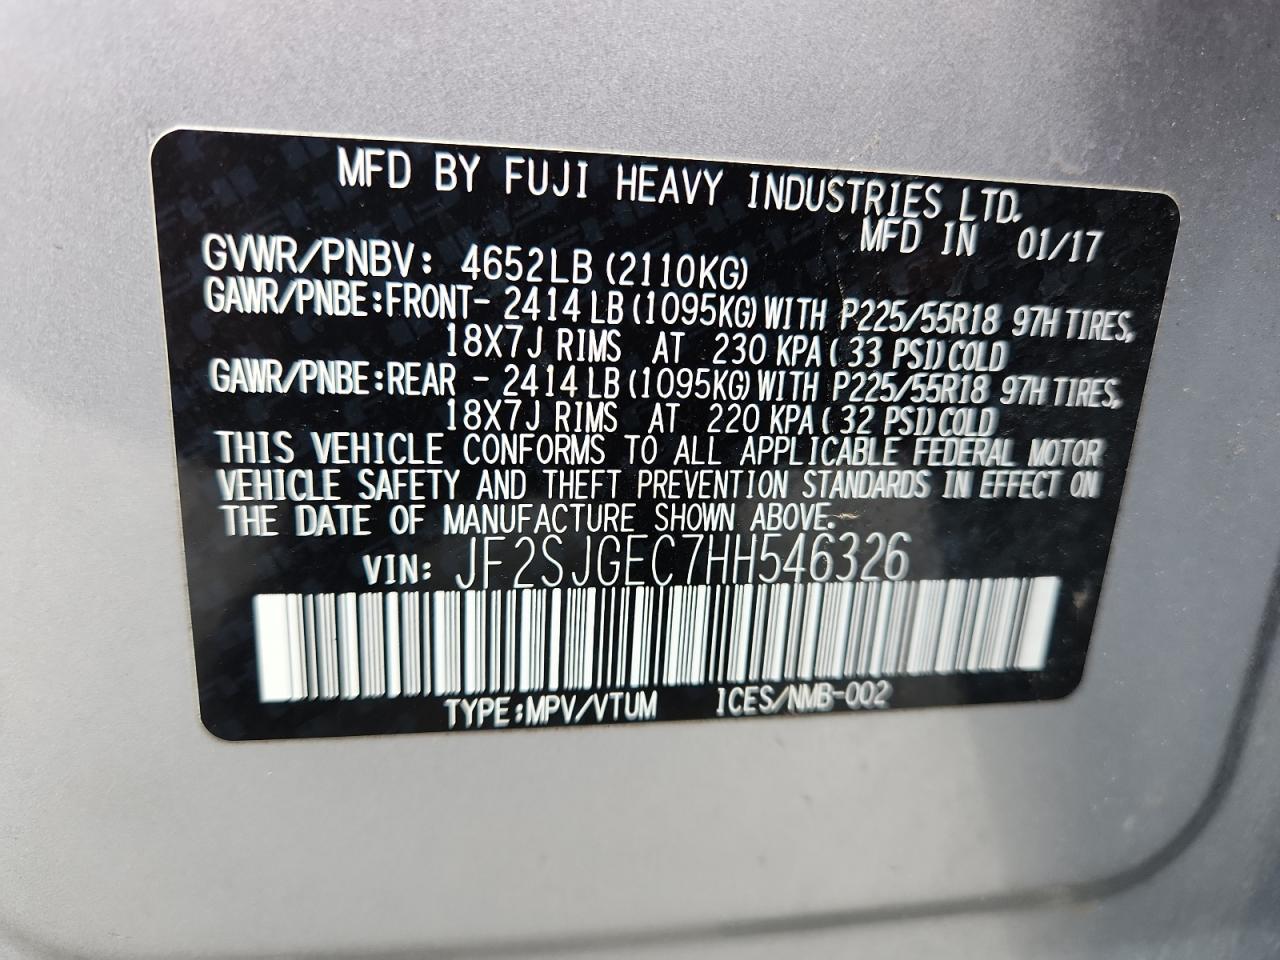 MFD BY FUJI HEAVY INDUSTRIES LTD.
MFD IN 01/17
GVWR/PNBV: 4652LB (2110KG)
GAWR/PNBE:FRONT- 2414 LB (1095KG) WITH P225/55R18 97H TIRES,
18X7J RIMS AT 230 KPA ( 33 PSI) COLD
GAWR/PNBE:REAR - 2414 LB (1095KG) WITH P225/55R18 97H TIRES,
18X7J RIMS AT 220 KPA ( 32 PSI) COLD
THIS VEHICLE CONFORMS TO ALL APPLICABLE FEDERAL MOTOR
VEHICLE SAFETY AND THEFT PREVENTION STANDARDS IN EFFECT ON
THE DATE OF MANUFACTURE SHOWN ABOVE.
VIN: JF2SJGEC7HH546326
TYPE:MPV/VTUM ICES/NMB-002